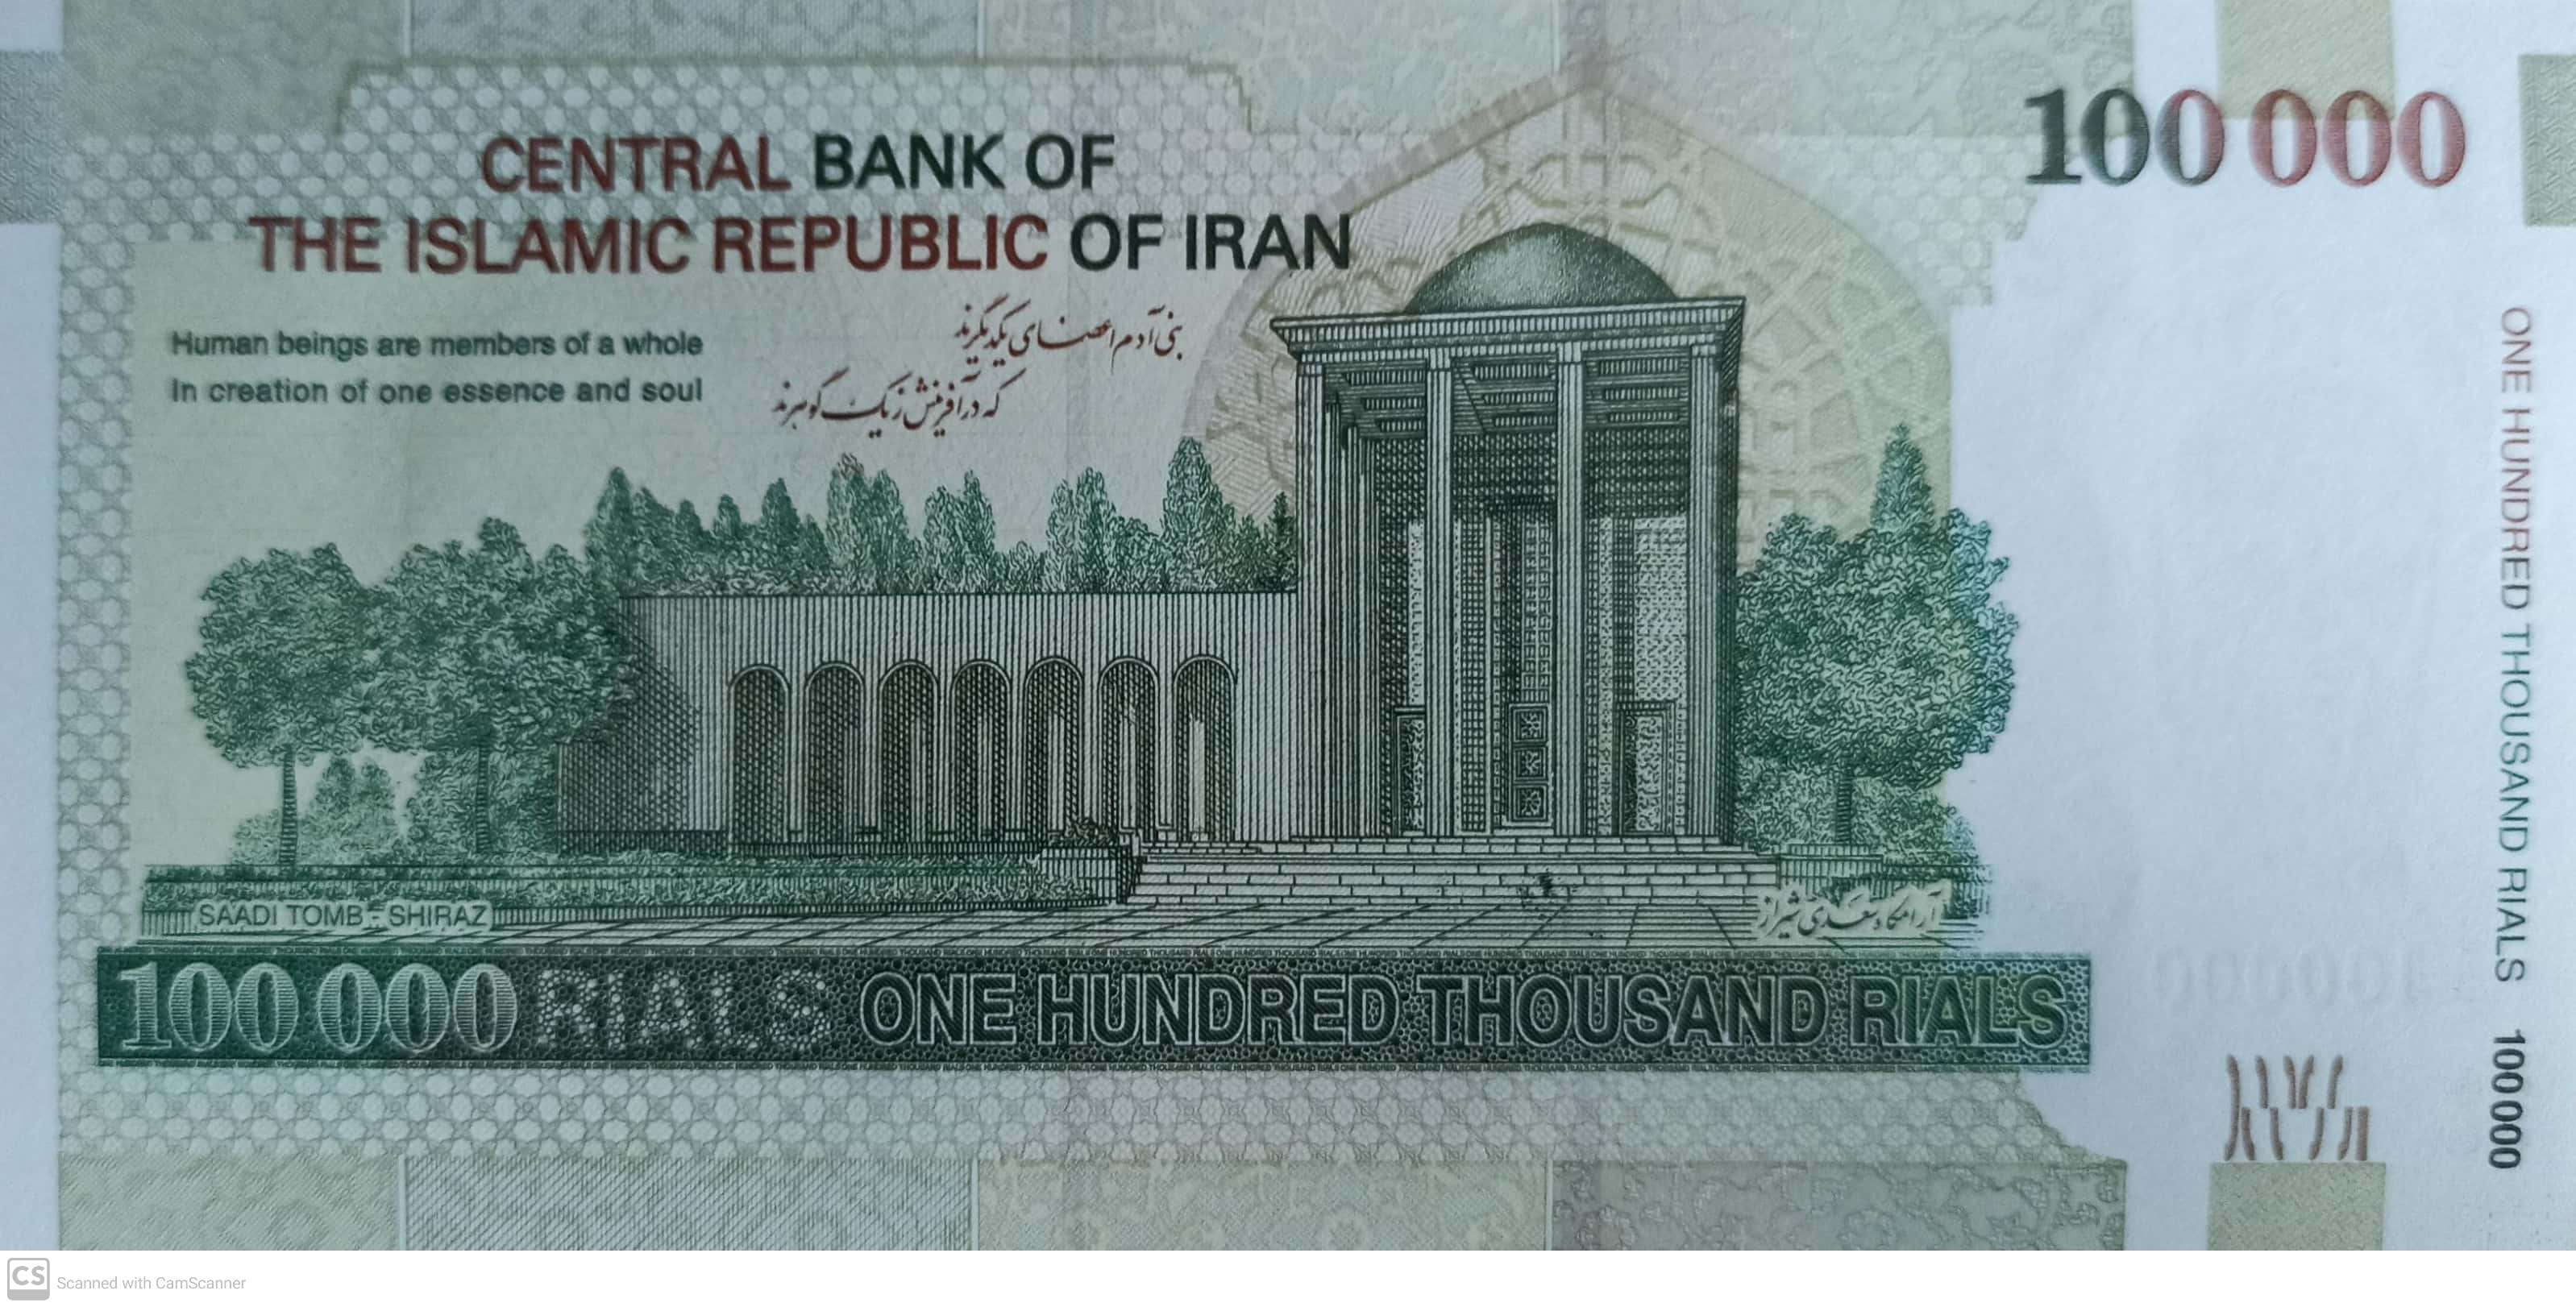 CENTRAL BANK OF
THE ISLAMIC REPUBLIC OF IRAN
100 000
Human beings are members of a whole
In creation of one essence and soul
بنی آدم اعضای یکدیگرند
که در آفرینش ز یک گوهرند
ONE HUNDRED THOUSAND RIALS 100000
SAADI TOMB - SHIRAZ
آرامگاه سعدی شیراز
100 000 RIALS ONE HUNDRED THOUSAND RIALS
CS Scanned with CamScanner